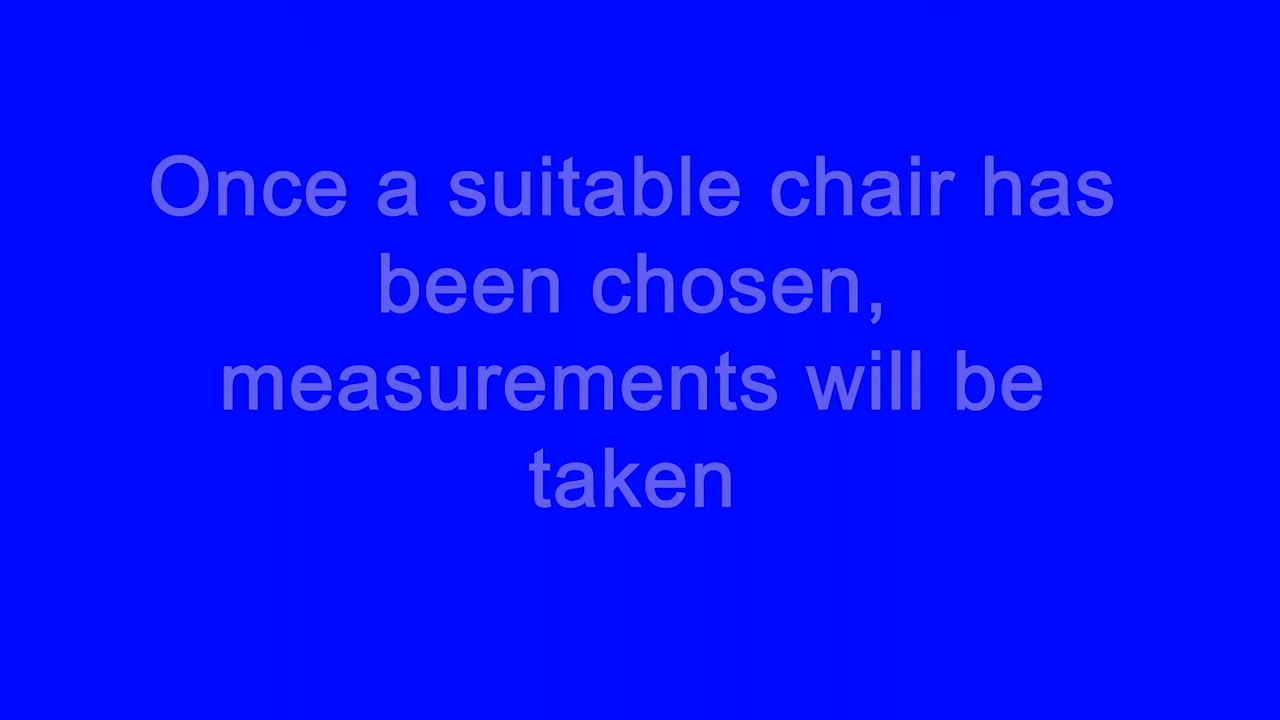 Once a suitable chair has
been chosen,
measurements will be
taken